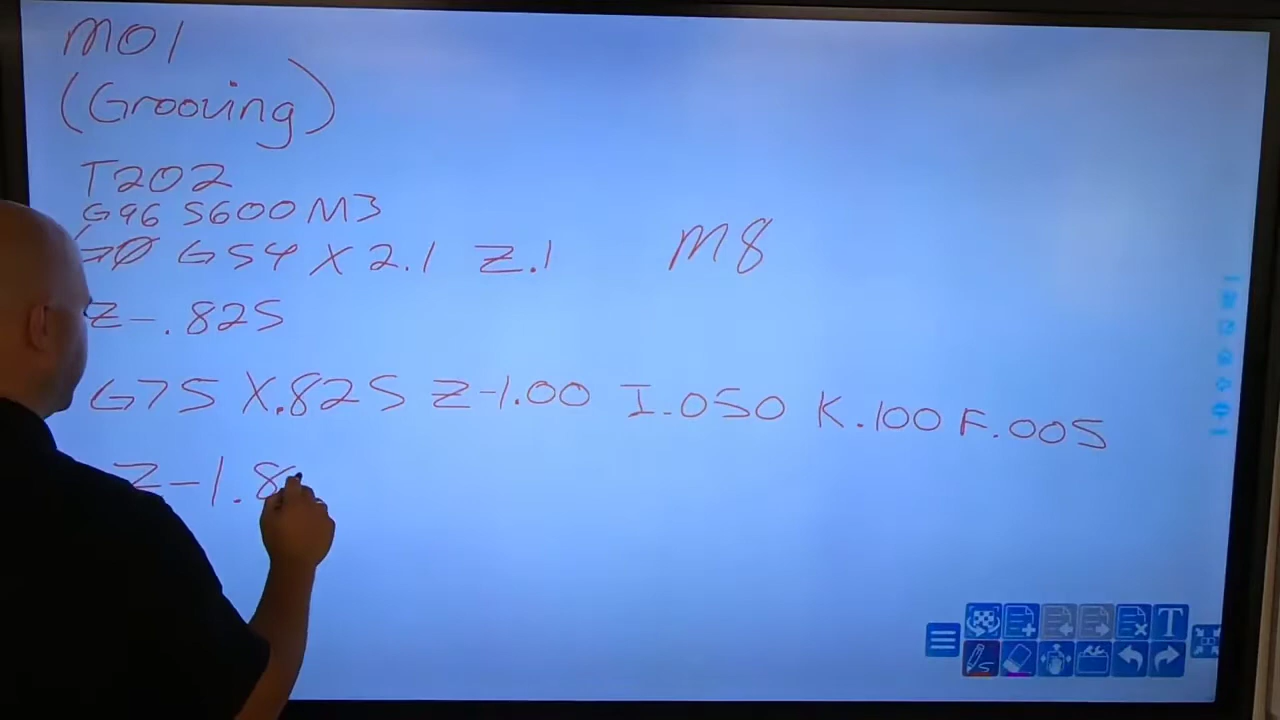 M01
(Grooving)
T202
G96 S600 M3
G0 G54 X2.1 Z.1 M8
Z-.825
G75 X.825 Z-1.00 I.050 K.100 F.005
Z-1.8
T